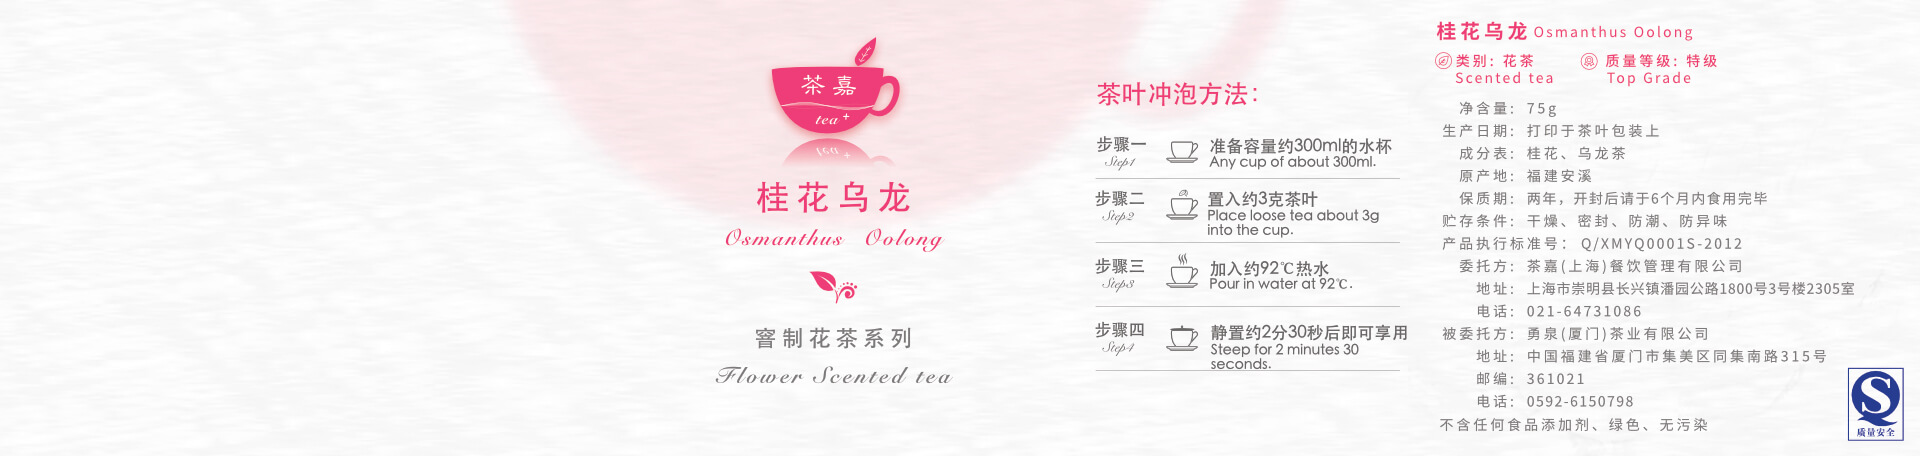 茶嘉
tea+
桂花乌龙
Osmanthus Oolong
窨制花茶系列
Flower Scented tea
茶叶冲泡方法:
步骤一
Step1
准备容量约300ml的水杯
Any cup of about 300ml.
步骤二
Step2
置入约3克茶叶
Place loose tea about 3g
into the cup.
步骤三
Step3
加入约92℃热水
Pour in water at 92℃.
步骤四
Step4
静置约2分30秒后即可享用
Steep for 2 minutes 30
seconds.
桂花乌龙 Osmanthus Oolong
类别: 花茶
Scented tea
质量等级: 特级
Top Grade
净含量: 75g
生产日期: 打印于茶叶包装上
成分表: 桂花、乌龙茶
原产地: 福建安溪
保质期: 两年，开封后请于6个月内食用完毕
贮存条件: 干燥、密封、防潮、防异味
产品执行标准号: Q/XMYQ0001S-2012
委托方: 茶嘉(上海)餐饮管理有限公司
地址: 上海市崇明县长兴镇潘园公路1800号3号楼2305室
电话: 021-64731086
被委托方: 勇泉(厦门)茶业有限公司
地址: 中国福建省厦门市集美区同集南路315号
邮编: 361021
电话: 0592-6150798
不含任何食品添加剂、绿色、无污染
质量安全